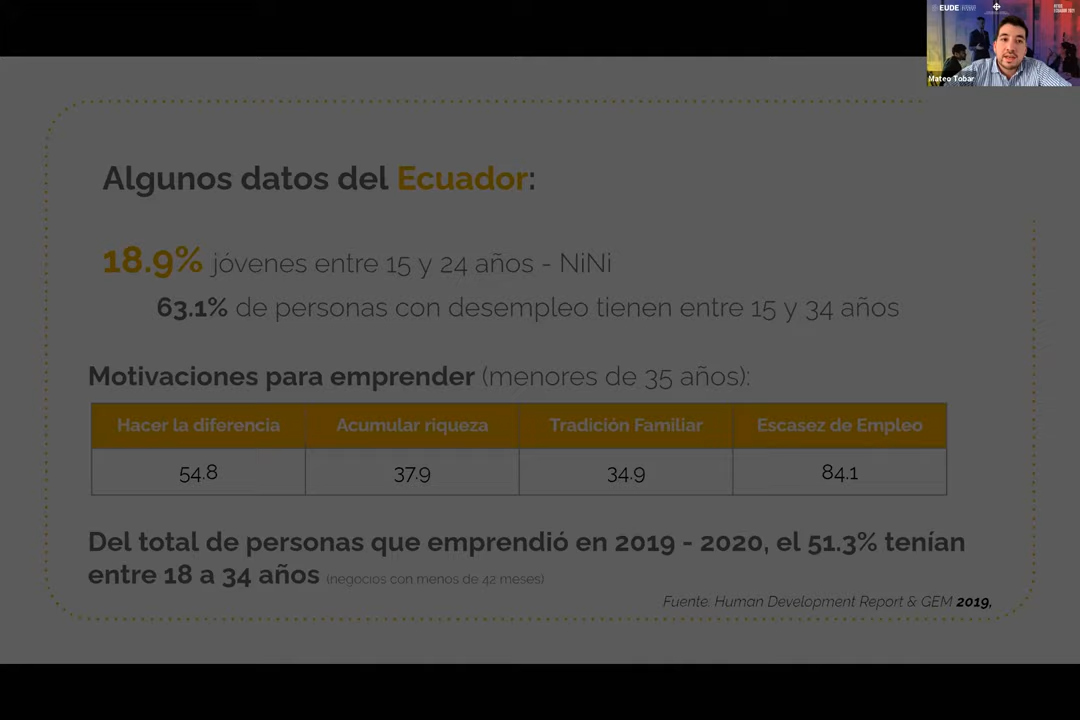 EUDE
Mateo Tobar
Algunos datos del Ecuador:
18.9% jóvenes entre 15 y 24 años - NiNi
63.1% de personas con desempleo tienen entre 15 y 34 años
Motivaciones para emprender (menores de 35 años):
Hacer la diferencia Acumular riqueza Tradición Familiar Escasez de Empleo
54.8 37.9 34.9 84.1
Del total de personas que emprendió en 2019 - 2020, el 51.3% tenían
entre 18 a 34 años (negocios con menos de 42 meses)
Fuente: Human Development Report & GEM 2019,